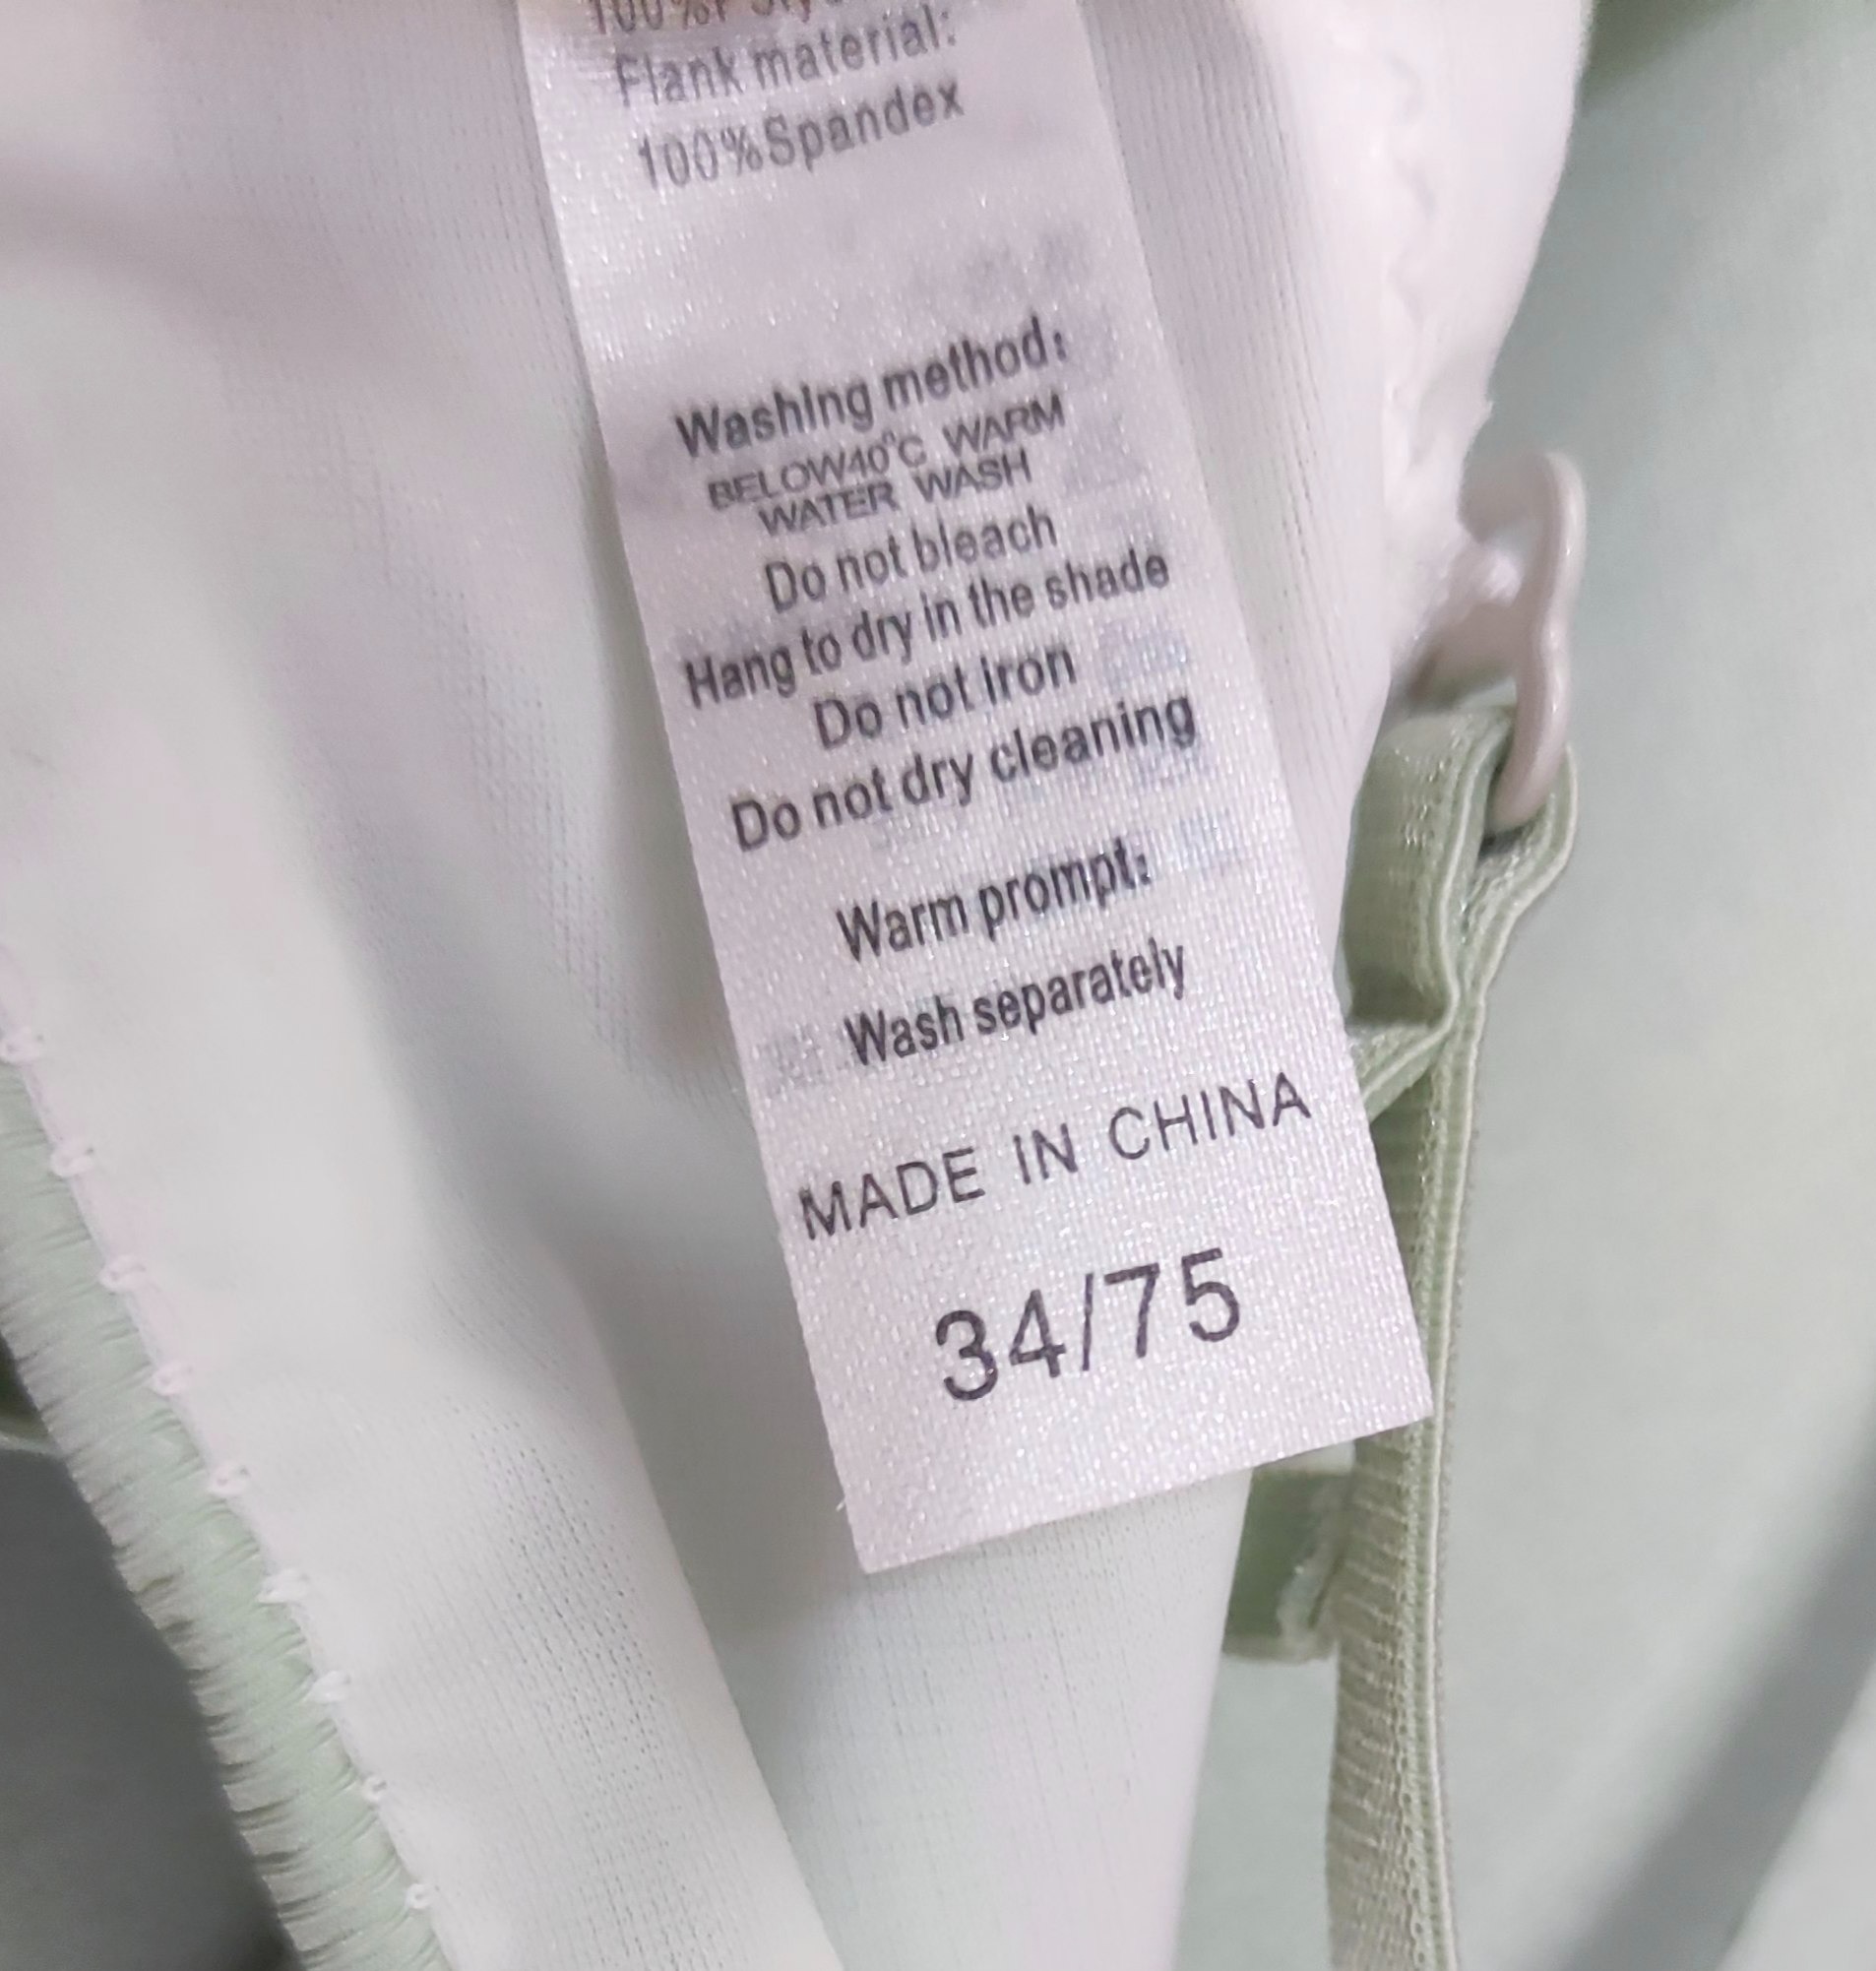 Flank material:
100%Spandex
Washing method:
BELOW40°C WARM
WATER WASH
Do not bleach
Hang to dry in the shade
Do not iron
Do not dry cleaning
Warm prompt:
Wash separately
MADE IN CHINA
34/75